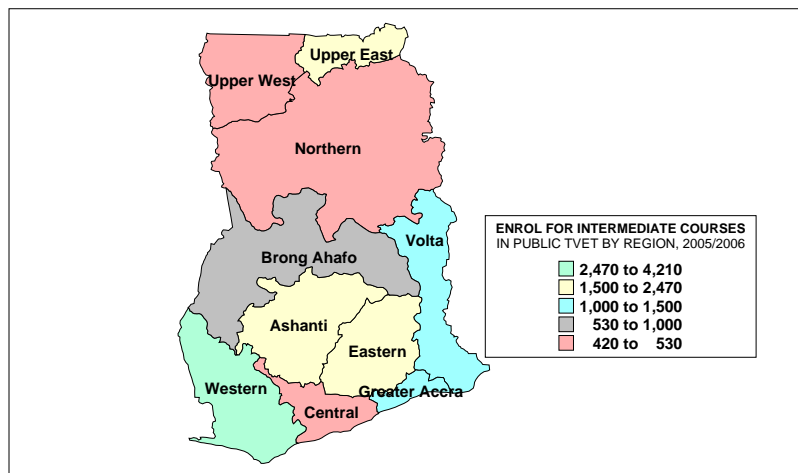 Upper East
Upper West
Northern
Volta
Brong Ahafo
Ashanti
Eastern
Western
Greater Accra
Central
ENROL FOR INTERMEDIATE COURSES
IN PUBLIC TVET BY REGION, 2005/2006
2,470 to 4,210
1,500 to 2,470
1,000 to 1,500
530 to 1,000
420 to 530